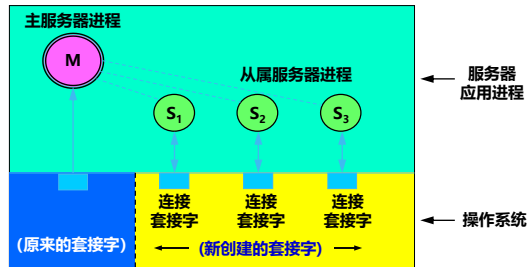 主服务器进程
M
从属服务器进程
S1
S2
S3
服务器
应用进程
连接
套接字
连接
套接字
连接
套接字
操作系统
(原来的套接字)
(新创建的套接字)